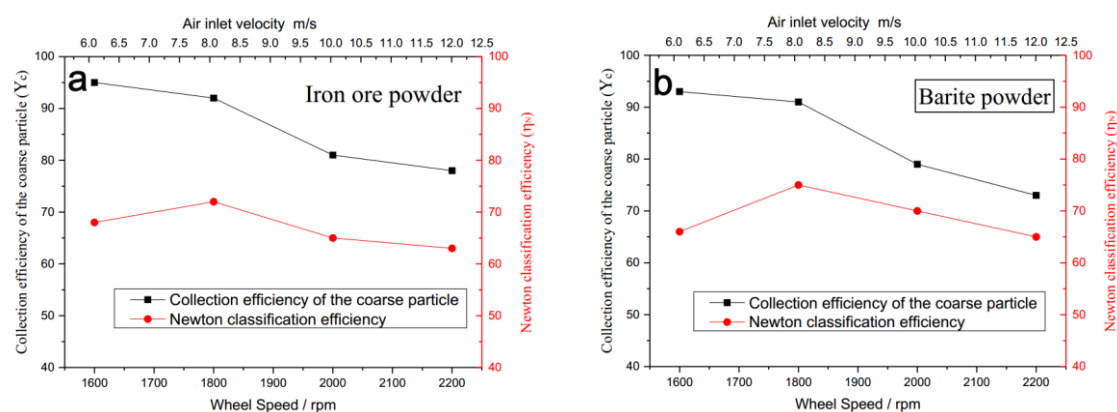 Air inlet velocity m/s
6.0 6.5 7.0 7.5 8.0 8.5 9.0 9.5 10.0 10.5 11.0 11.5 12.0 12.5
a
Iron ore powder
Collection efficiency of the coarse particle (Yc)
100
90
80
70
60
50
40
Newton classification efficiency (ηN)
100
90
80
70
60
50
40
Collection efficiency of the coarse particle
Newton classification efficiency
1600 1700 1800 1900 2000 2100 2200
Wheel Speed / rpm
Air inlet velocity m/s
6.0 6.5 7.0 7.5 8.0 8.5 9.0 9.5 10.0 10.5 11.0 11.5 12.0 12.5
b
Barite powder
Collection efficiency of the coarse particle (Yc)
100
90
80
70
60
50
40
Newton classification efficiency (ηN)
100
90
80
70
60
50
40
Collection efficiency of the coarse particle
Newton classification efficiency
1600 1700 1800 1900 2000 2100 2200
Wheel Speed / rpm